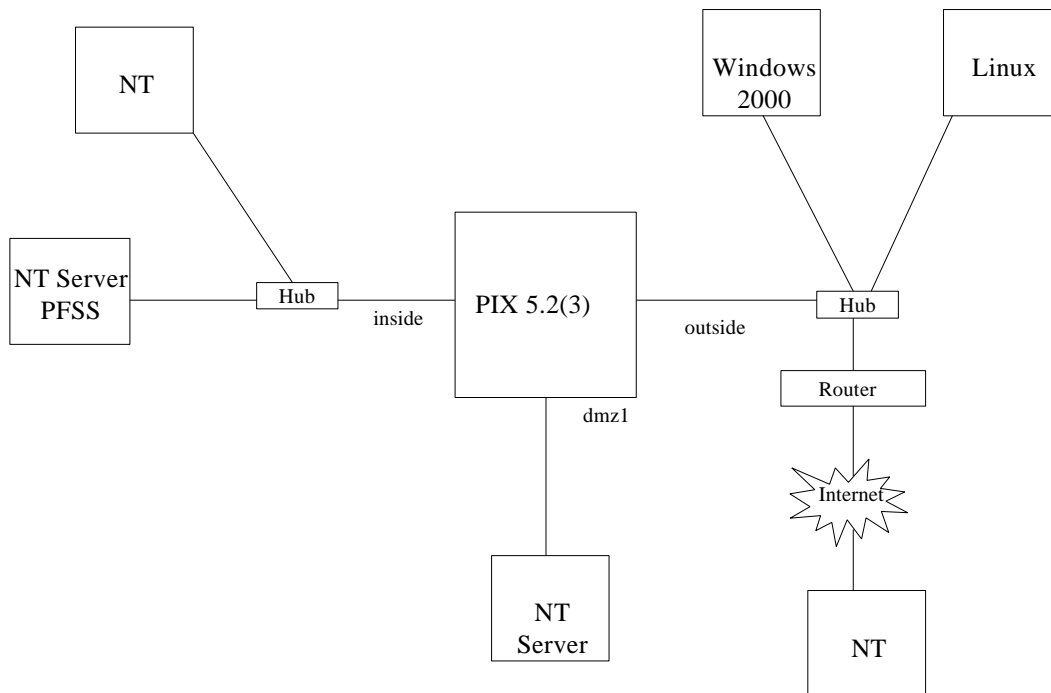 NT
Windows
2000
Linux
NT Server
PFSS
Hub
inside
PIX 5.2(3)
outside
Hub
dmz1
Router
Internet
NT
Server
NT